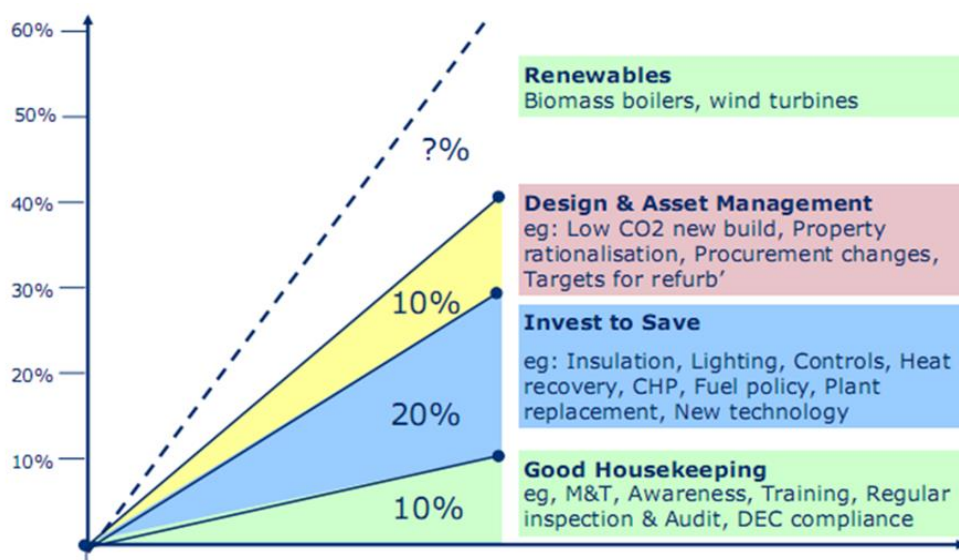 60%
50%
40%
30%
20%
10%
?%
10%
20%
10%
Renewables
Biomass boilers, wind turbines
Design & Asset Management
eg: Low CO2 new build, Property
rationalisation, Procurement changes,
Targets for refurb’
Invest to Save
eg: Insulation, Lighting, Controls, Heat
recovery, CHP, Fuel policy, Plant
replacement, New technology
Good Housekeeping
eg, M&T, Awareness, Training, Regular
inspection & Audit, DEC compliance